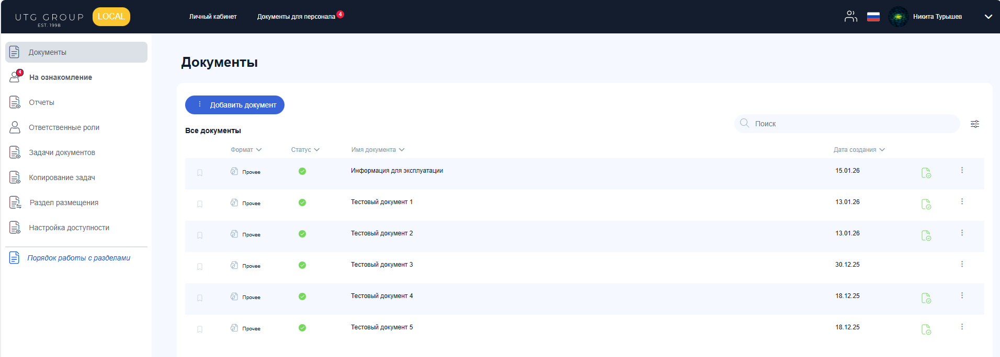 UTG GROUP
EST. 1998
LOCAL
Личный кабинет
Документы для персонала 4
Никита Турышев
Документы
4
На ознакомление
Отчеты
Ответственные роли
Задачи документов
Копирование задач
Раздел размещения
Настройка доступности
Порядок работы с разделами
Документы
Добавить документ
Поиск
Все документы
Формат Статус Имя документа Дата создания
Прочее Информация для эксплуатации 15.01.26
Прочее Тестовый документ 1 13.01.26
Прочее Тестовый документ 2 13.01.26
Прочее Тестовый документ 3 30.12.25
Прочее Тестовый документ 4 18.12.25
Прочее Тестовый документ 5 18.12.25